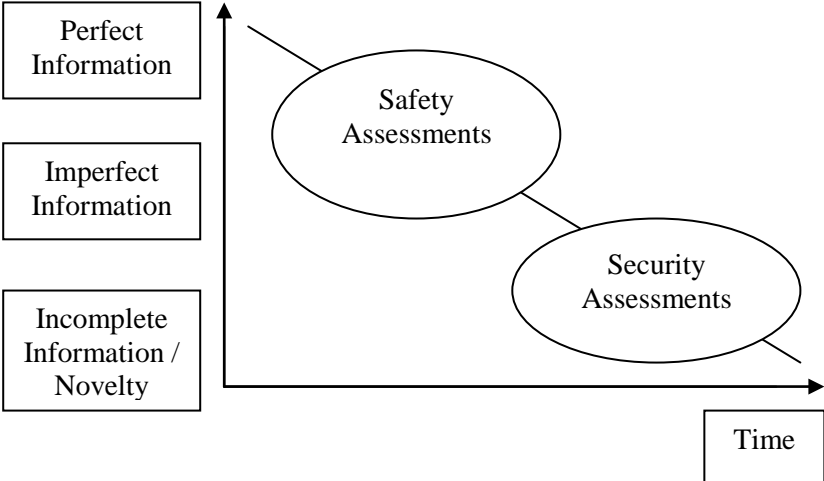 Perfect
Information
Safety
Assessments
Imperfect
Information
Security
Assessments
Incomplete
Information /
Novelty
Time